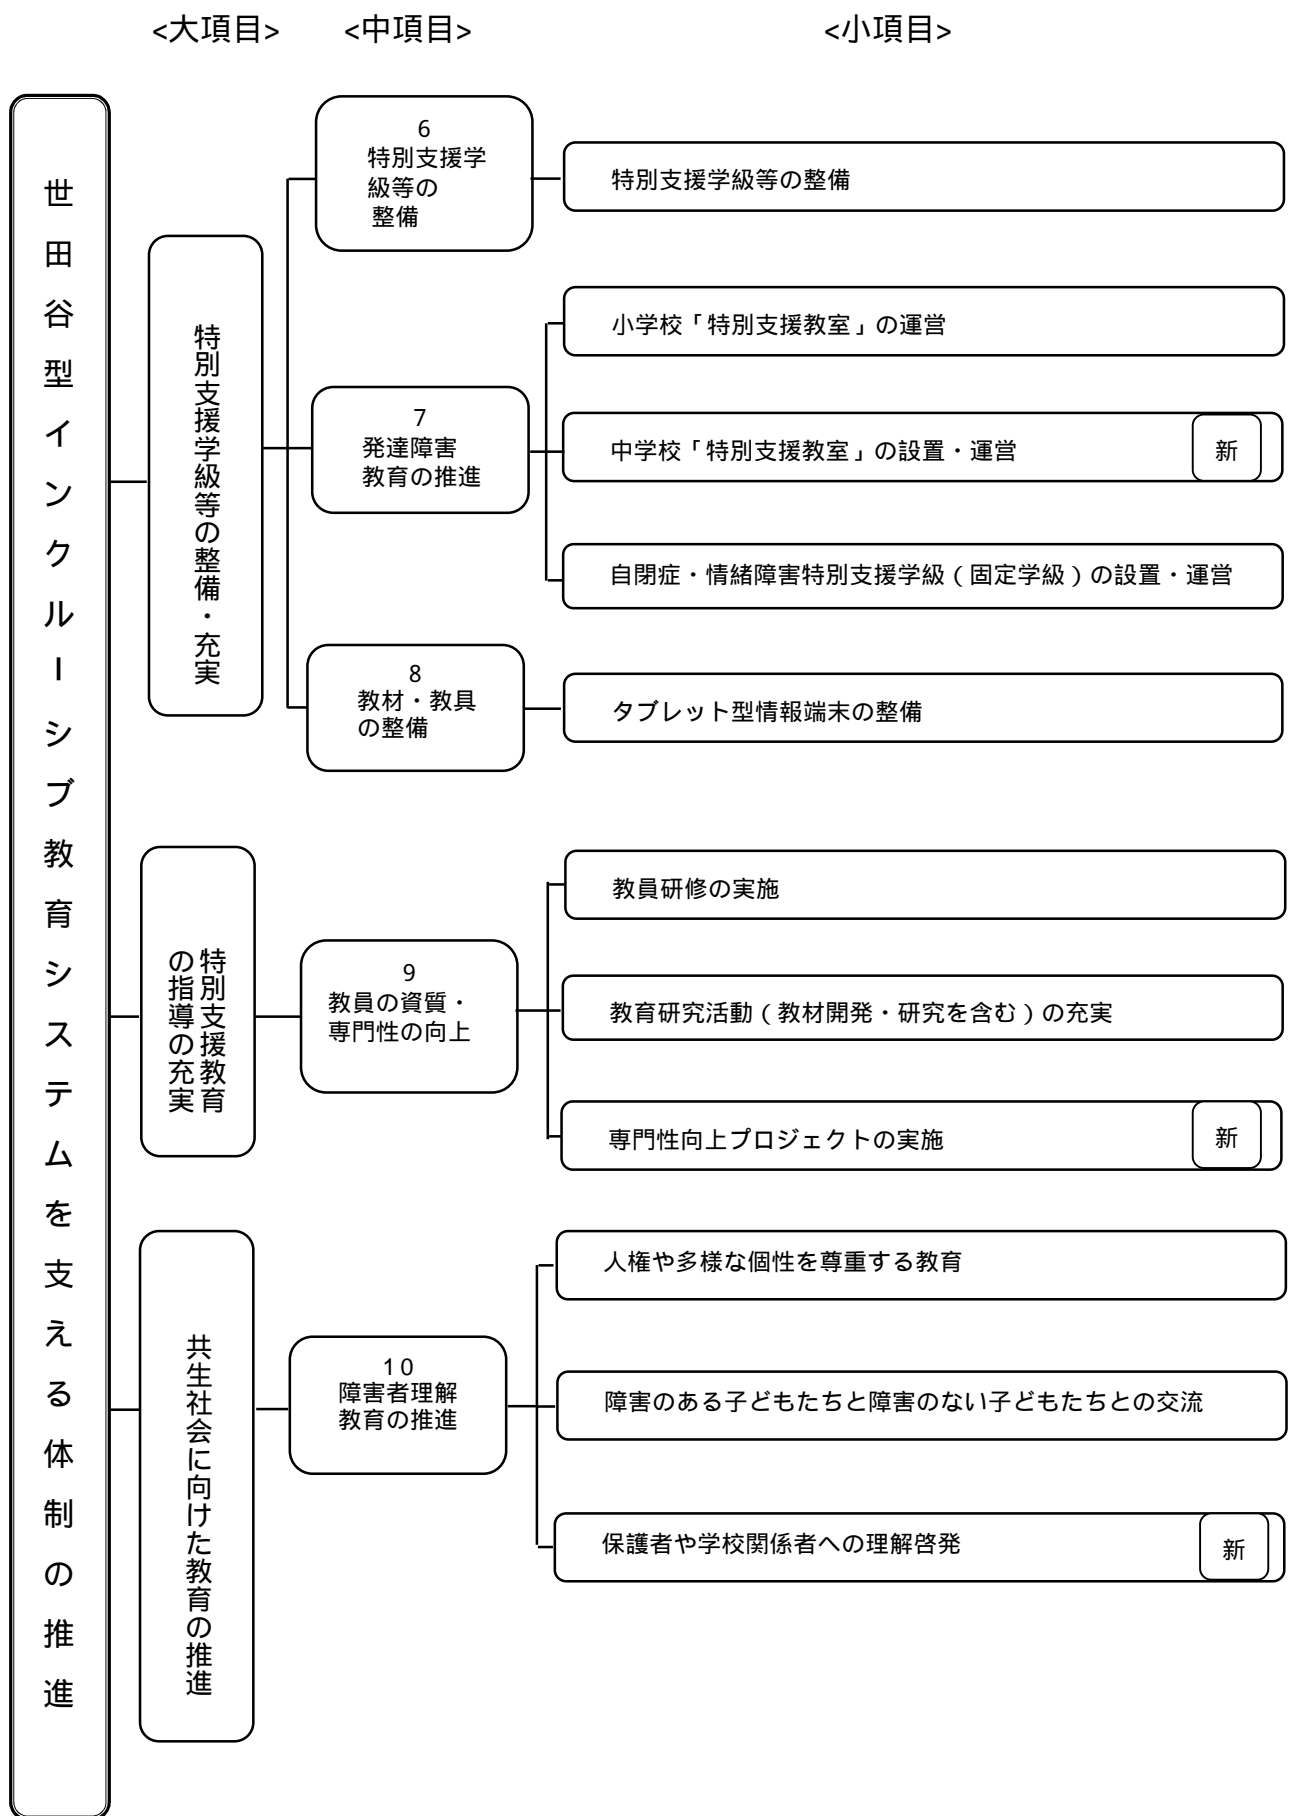 <大項目> <中項目> <小項目>
世田谷型インクルーシブ教育システムを支える体制の推進
特別支援学級等の整備・充実
6
特別支援学
級等の
整備
特別支援学級等の整備
7
発達障害
教育の推進
小学校「特別支援教室」の運営
中学校「特別支援教室」の設置・運営 新
自閉症・情緒障害特別支援学級(固定学級)の設置・運営
8
教材・教具
の整備
タブレット型情報端末の整備
特別支援教育
の指導の充実
9
教員の資質・
専門性の向上
教員研修の実施
教育研究活動(教材開発・研究を含む)の充実
専門性向上プロジェクトの実施 新
共生社会に向けた教育の推進
10
障害者理解
教育の推進
人権や多様な個性を尊重する教育
障害のある子どもたちと障害のない子どもたちとの交流
保護者や学校関係者への理解啓発 新